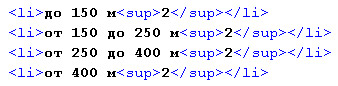 <li>до 150 м<sup>2</sup></li>
<li>от 150 до 250 м<sup>2</sup></li>
<li>от 250 до 400 м<sup>2</sup></li>
<li>от 400 м<sup>2</sup></li>